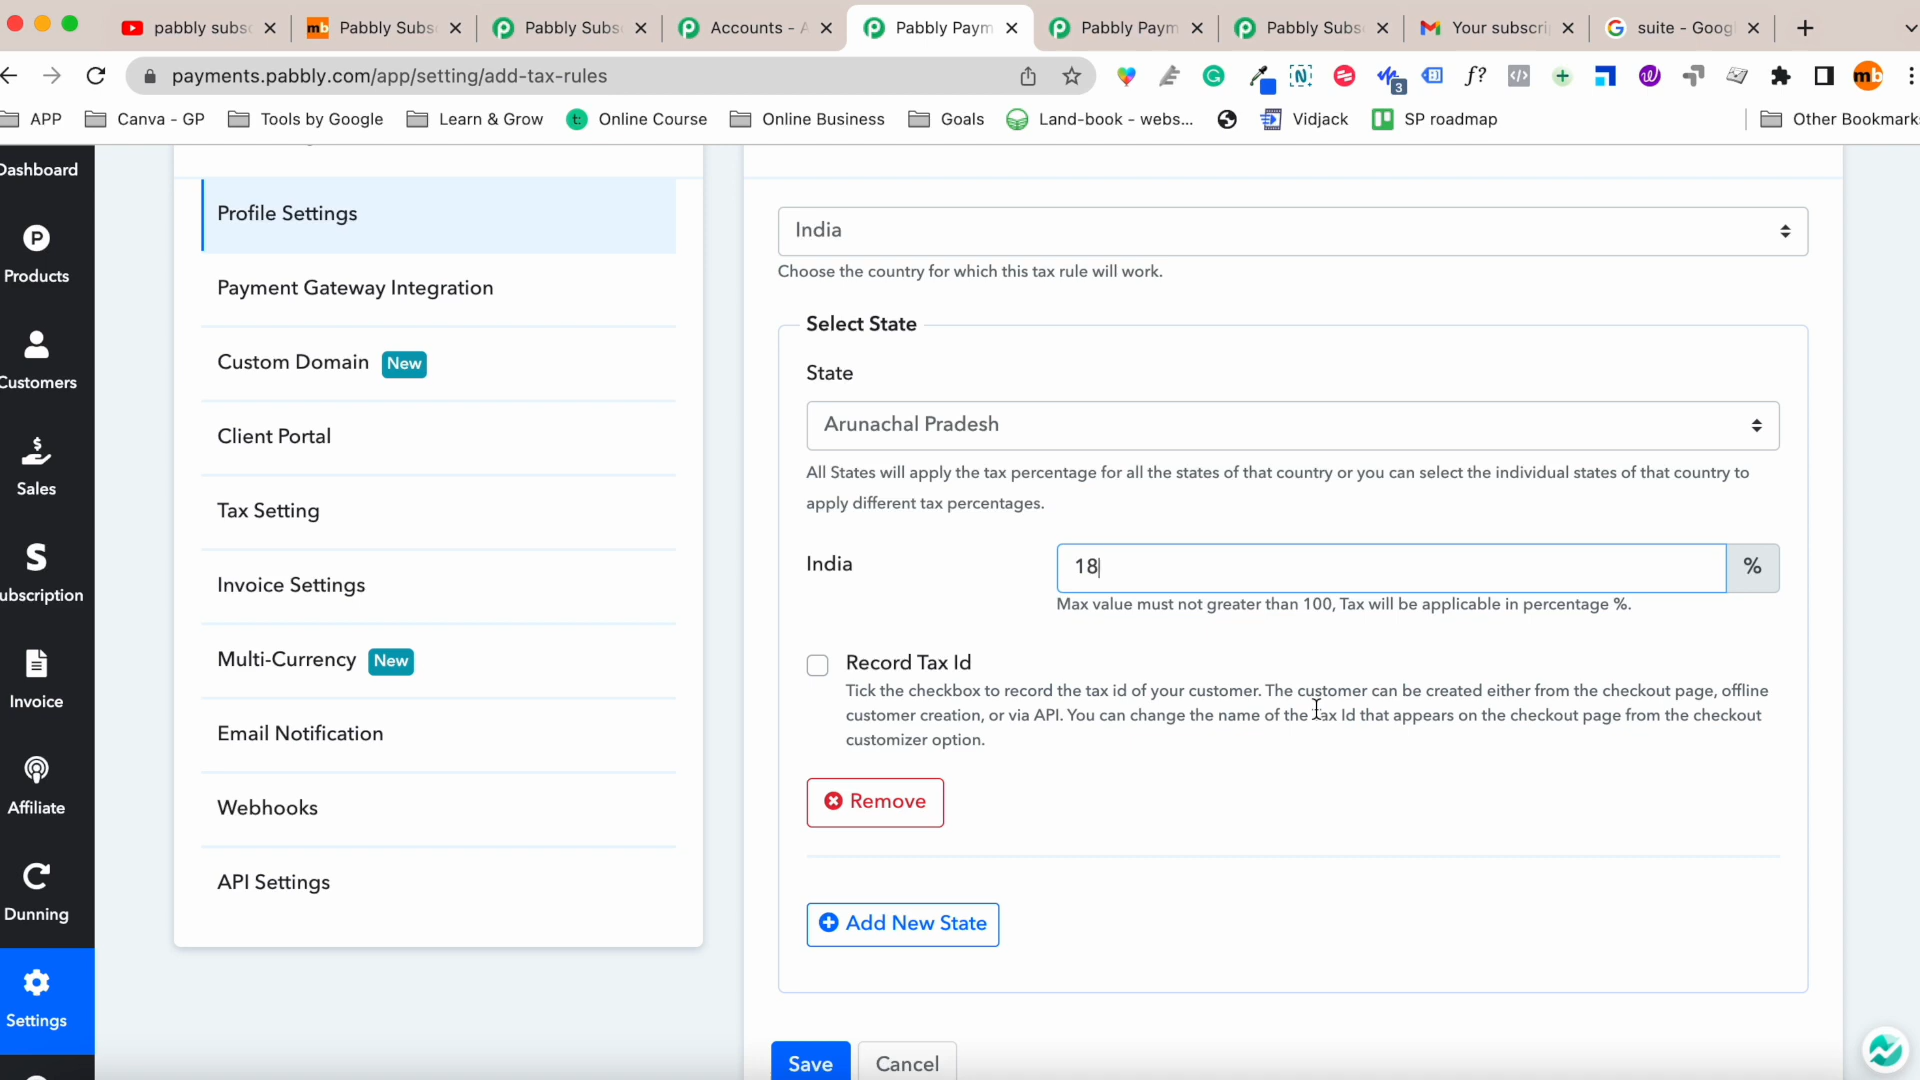 pabbly subs
Pabbly Subs
Pabbly Subs
Accounts - A
Pabbly Paym
Pabbly Paym
Pabbly Subs
Your subscri
suite - Goog
payments.pabbly.com/app/setting/add-tax-rules
f?
3
mb
APP
Canva - GP
Tools by Google
Learn & Grow
Online Course
Online Business
Goals
Land-book - webs...
Vidjack
SP roadmap
Other Bookmark
Dashboard
Products
Customers
Sales
ubscription
Invoice
Affiliate
Dunning
Settings
Profile Settings
Payment Gateway Integration
Custom Domain New
Client Portal
Tax Setting
Invoice Settings
Multi-Currency New
Email Notification
Webhooks
API Settings
India
Choose the country for which this tax rule will work.
Select State
State
Arunachal Pradesh
All States will apply the tax percentage for all the states of that country or you can select the individual states of that country to
apply different tax percentages.
India
18
%
Max value must not greater than 100, Tax will be applicable in percentage %.
Record Tax Id
Tick the checkbox to record the tax id of your customer. The customer can be created either from the checkout page, offline
customer creation, or via API. You can change the name of the Tax Id that appears on the checkout page from the checkout
customizer option.
Remove
Add New State
Save
Cancel